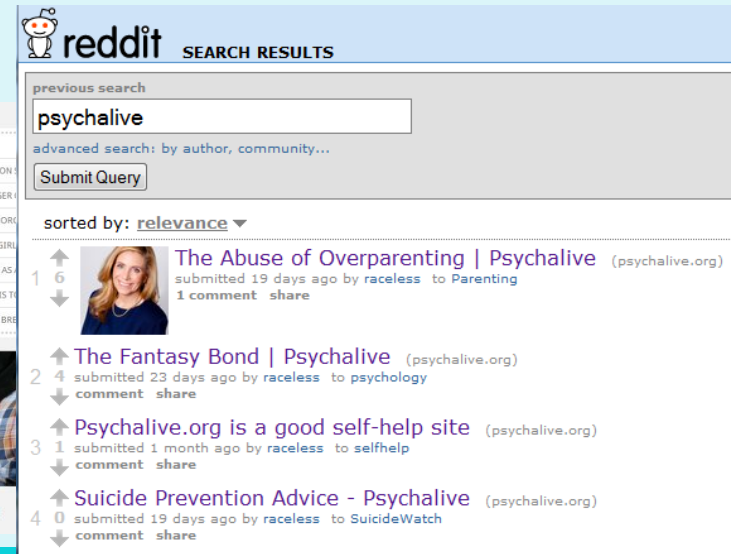 reddit SEARCH RESULTS
previous search
psychalive
advanced search: by author, community...
Submit Query
sorted by: relevance
1 6 The Abuse of Overparenting | Psychalive (psychalive.org)
submitted 19 days ago by raceless to Parenting
1 comment share
The Fantasy Bond | Psychalive (psychalive.org)
2 4 submitted 23 days ago by raceless to psychology
comment share
Psychalive.org is a good self-help site (psychalive.org)
3 1 submitted 1 month ago by raceless to selfhelp
comment share
Suicide Prevention Advice - Psychalive (psychalive.org)
4 0 submitted 19 days ago by raceless to SuicideWatch
comment share